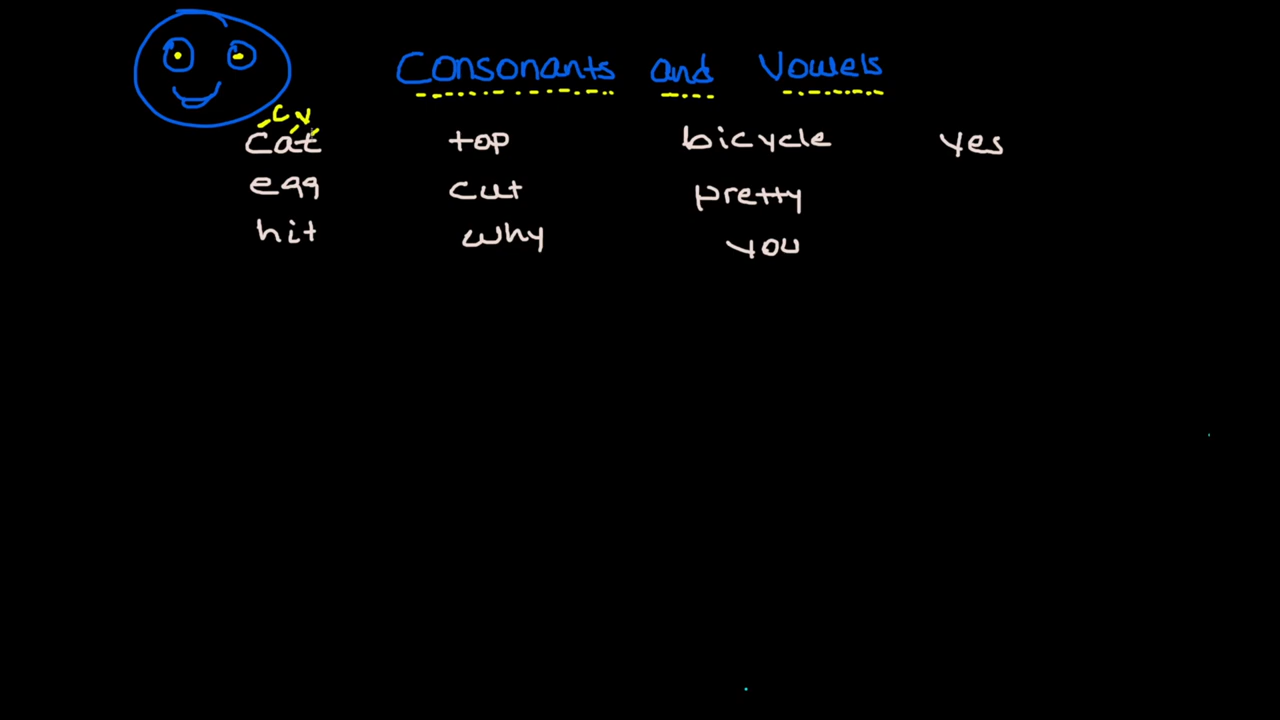 Consonants and Vowels
c v
cat top bicycle yes
egg cut pretty
hit why you